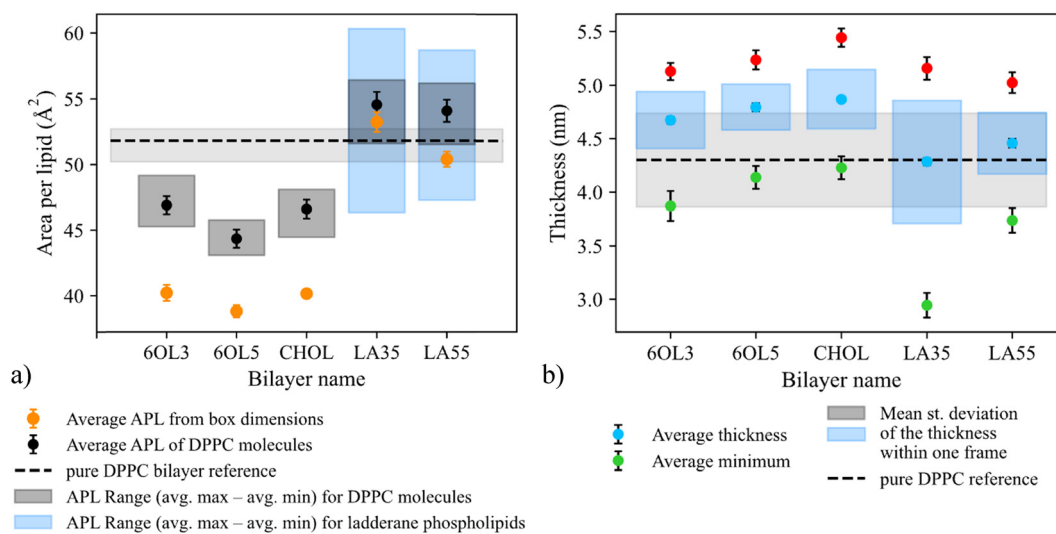 60
55
50
45
40
Area per lipid (Å²)
6OL3 6OL5 CHOL LA35 LA55
Bilayer name
a)
Average APL from box dimensions
Average APL of DPPC molecules
pure DPPC bilayer reference
APL Range (avg. max – avg. min) for DPPC molecules
APL Range (avg. max – avg. min) for ladderane phospholipids
5.5
5.0
4.5
4.0
3.5
3.0
Thickness (nm)
6OL3 6OL5 CHOL LA35 LA55
Bilayer name
b)
Average thickness
Average minimum
Mean st. deviation
of the thickness
within one frame
pure DPPC reference